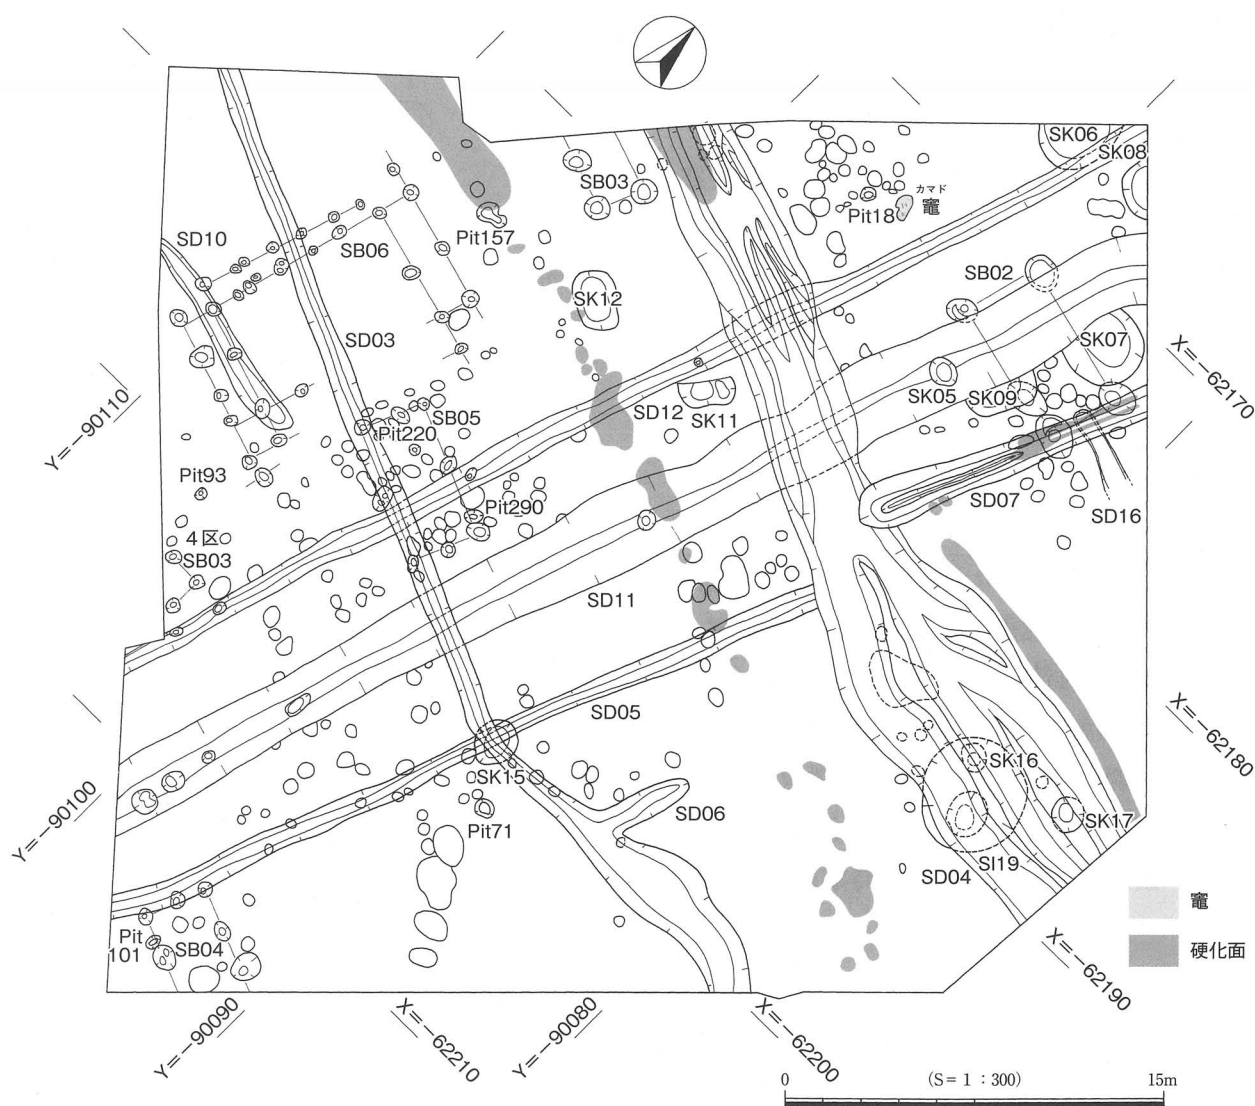 SK06
SK08
カマド
竈
Pit18
SB03
SD10
SB06
Pit157
SB02
SK12
SK07
SD03
X=-62170
SK05
SK09
Y=-90110
SB05
SD12
SK11
Pit220
Pit93
Pit290
SD07
SD16
4区
SB03
SD11
SD05
X=-62180
SK15
SK16
Y=-90100
Pit71
SD06
SK17
SI19
SD04
竈
Pit
101
SB04
硬化面
Y=-90090
X=-62210
Y=-90080
X=-62200
X=-62190
0
(S=1:300)
15m